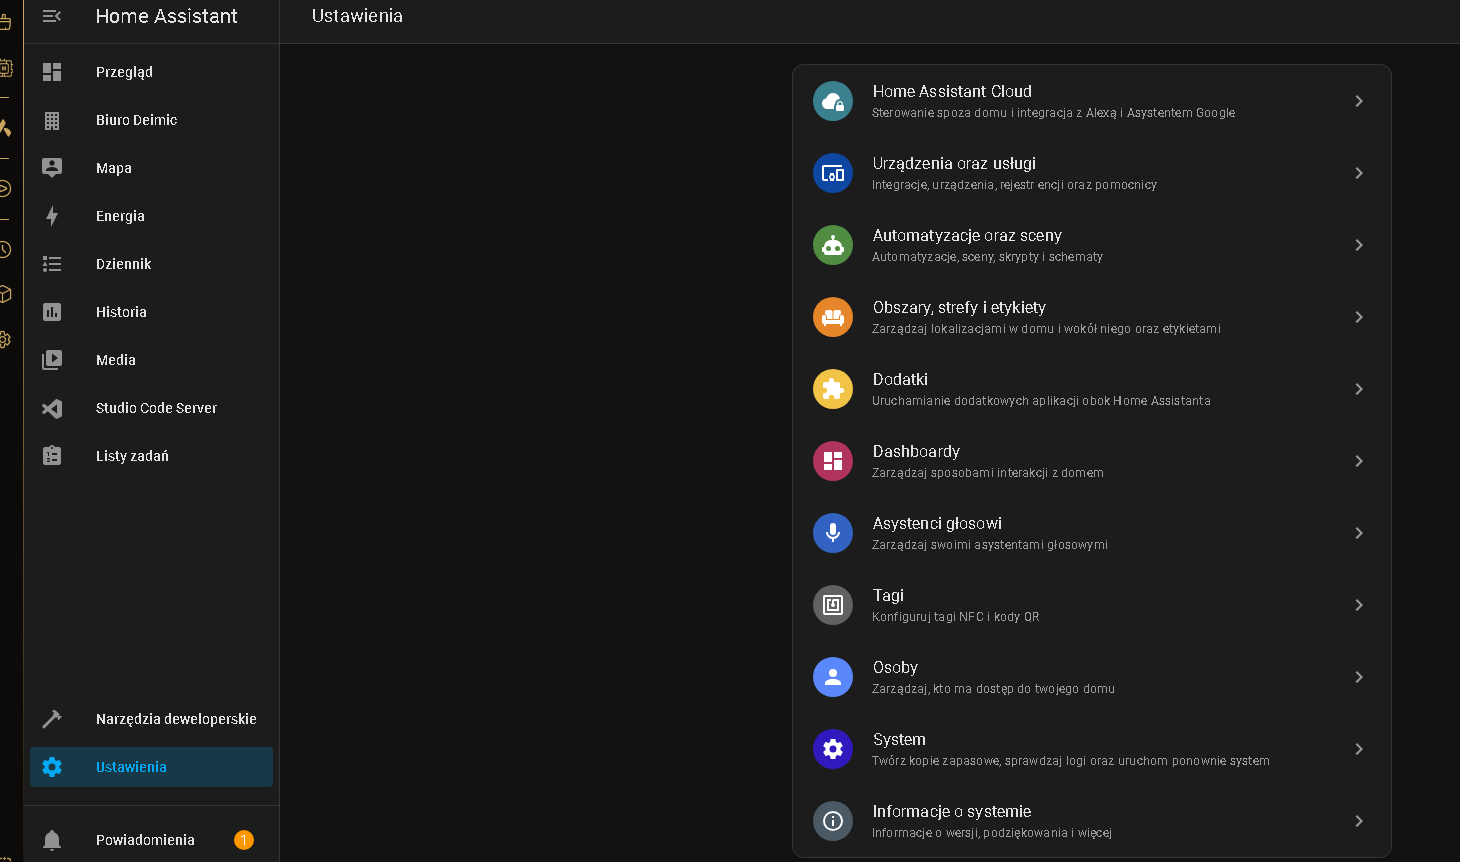 Home Assistant
Ustawienia
Przegląd
Biuro Deimic
Mapa
Energia
Dziennik
Historia
Media
Studio Code Server
Listy zadań
Narzędzia deweloperskie
Ustawienia
Powiadomienia 1
Home Assistant Cloud
Sterowanie spoza domu i integracja z Alexą i Asystentem Google
Urządzenia oraz usługi
Integracje, urządzenia, rejestr encji oraz pomocnicy
Automatyzacje oraz sceny
Automatyzacje, sceny, skrypty i schematy
Obszary, strefy i etykiety
Zarządzaj lokalizacjami w domu i wokół niego oraz etykietami
Dodatki
Uruchamianie dodatkowych aplikacji obok Home Assistanta
Dashboardy
Zarządzaj sposobami interakcji z domem
Asystenci głosowi
Zarządzaj swoimi asystentami głosowymi
Tagi
Konfiguruj tagi NFC i kody QR
Osoby
Zarządzaj, kto ma dostęp do twojego domu
System
Twórz kopie zapasowe, sprawdzaj logi oraz uruchom ponownie system
Informacje o systemie
Informacje o wersji, podziękowania i więcej